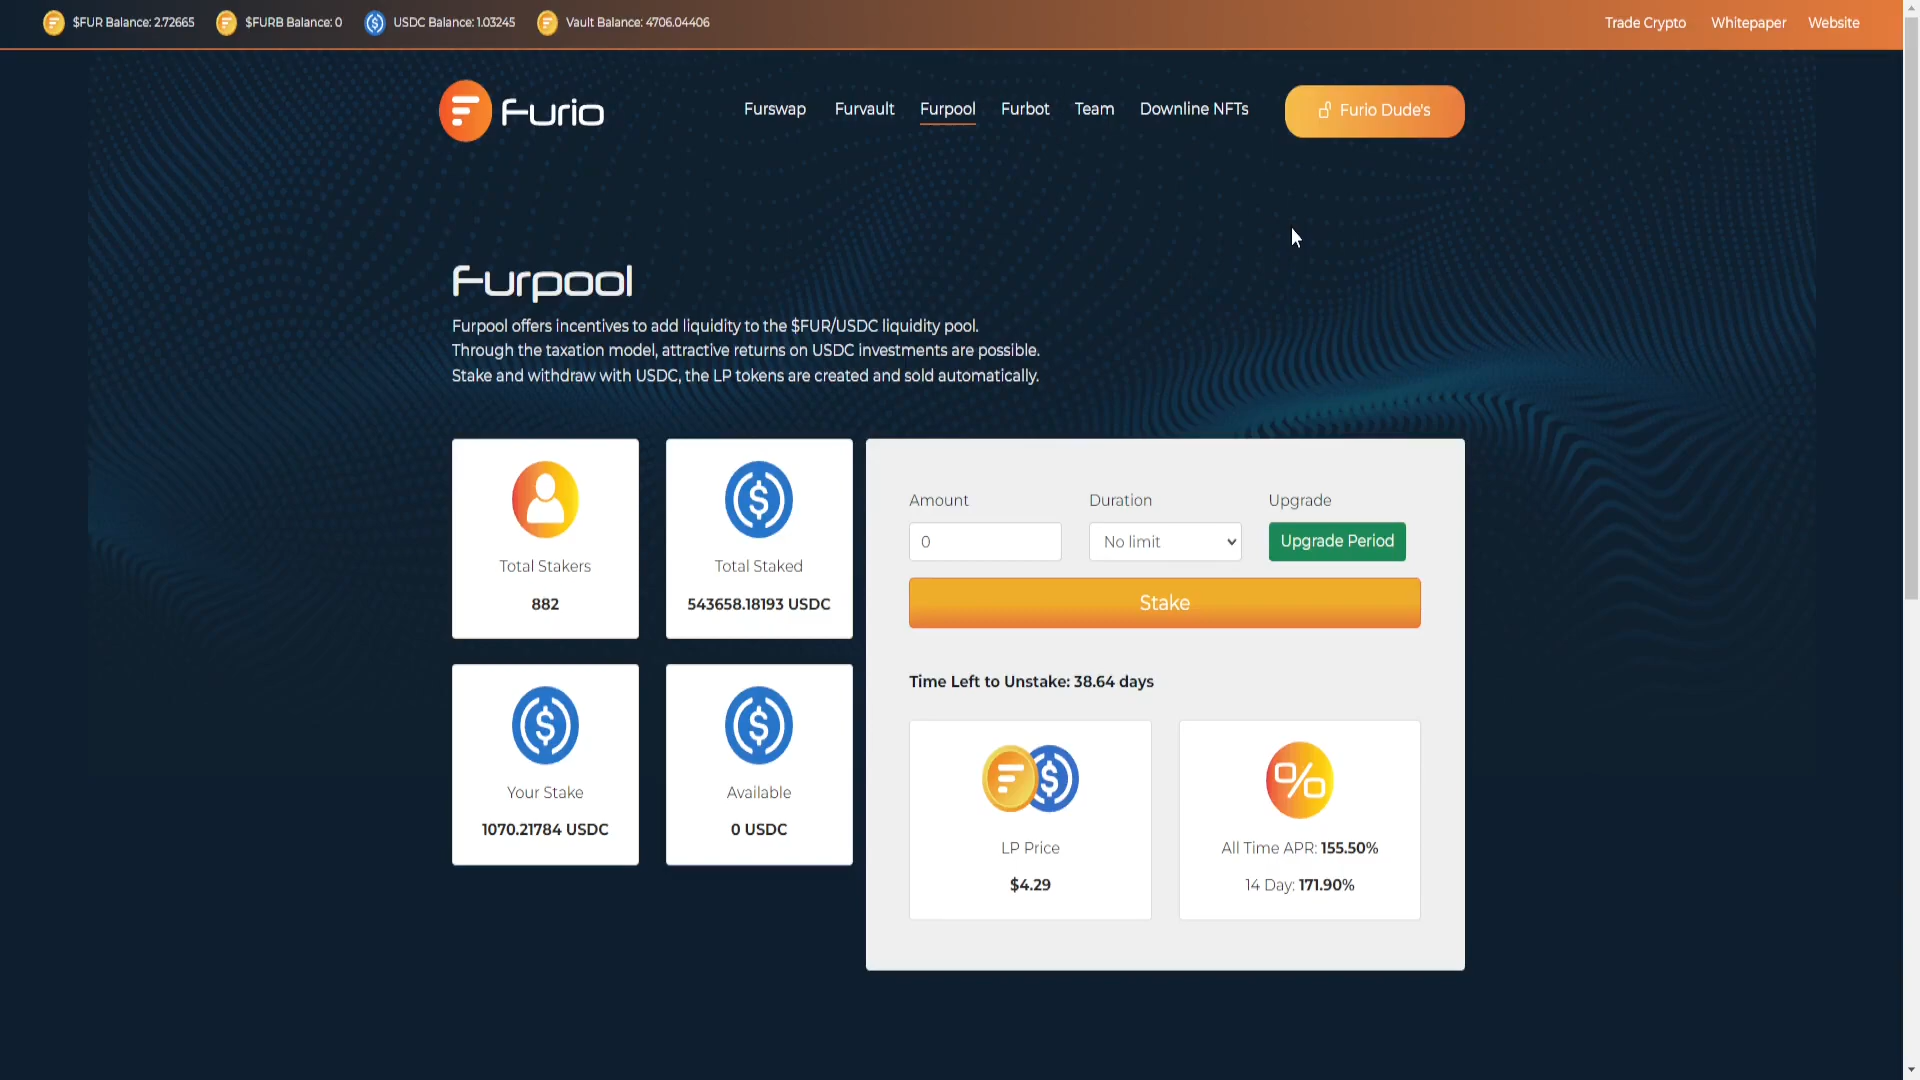 $FUR Balance: 2.72665
$FURB Balance: 0
USDC Balance: 1.03245
Vault Balance: 4706.04406
Trade Crypto
Whitepaper
Website
Furio
Furswap
Furvault
Furpool
Furbot
Team
Downline NFTs
Furio Dude's
Furpool
Furpool offers incentives to add liquidity to the $FUR/USDC liquidity pool.
Through the taxation model, attractive returns on USDC investments are possible.
Stake and withdraw with USDC, the LP tokens are created and sold automatically.
Total Stakers
882
Total Staked
543658.18193 USDC
Your Stake
1070.21784 USDC
Available
0 USDC
Amount
0
Duration
No limit
Upgrade
Upgrade Period
Stake
Time Left to Unstake: 38.64 days
LP Price
$4.29
All Time APR: 155.50%
14 Day: 171.90%